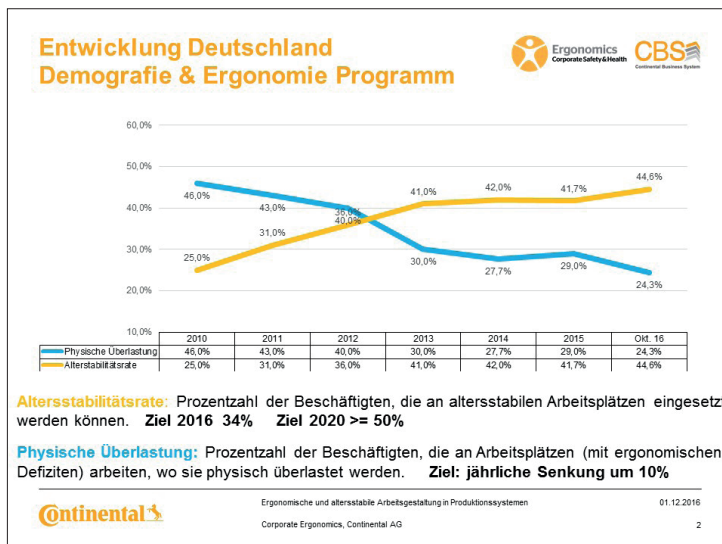 Entwicklung Deutschland
Demografie & Ergonomie Programm
Ergonomics
Corporate Safety & Health
CBS
Continental Business System
60,0%
50,0%
40,0%
30,0%
20,0%
10,0%
46,0%
43,0%
40,0%
30,0%
27,7%
29,0%
24,3%
25,0%
31,0%
36,0%
41,0%
42,0%
41,7%
44,6%
2010 2011 2012 2013 2014 2015 Okt. 16
Physische Überlastung 46,0% 43,0% 40,0% 30,0% 27,7% 29,0% 24,3%
Alterstabilitätsrate 25,0% 31,0% 36,0% 41,0% 42,0% 41,7% 44,6%
Altersstabilitätsrate: Prozentzahl der Beschäftigten, die an altersstabilen Arbeitsplätzen eingesetzt
werden können. Ziel 2016 34% Ziel 2020 >= 50%
Physische Überlastung: Prozentzahl der Beschäftigten, die an Arbeitsplätzen (mit ergonomischen
Defiziten) arbeiten, wo sie physisch überlastet werden. Ziel: jährliche Senkung um 10%
Continental
Ergonomische und altersstabile Arbeitsgestaltung in Produktionssystemen
01.12.2016
Corporate Ergonomics, Continental AG
2